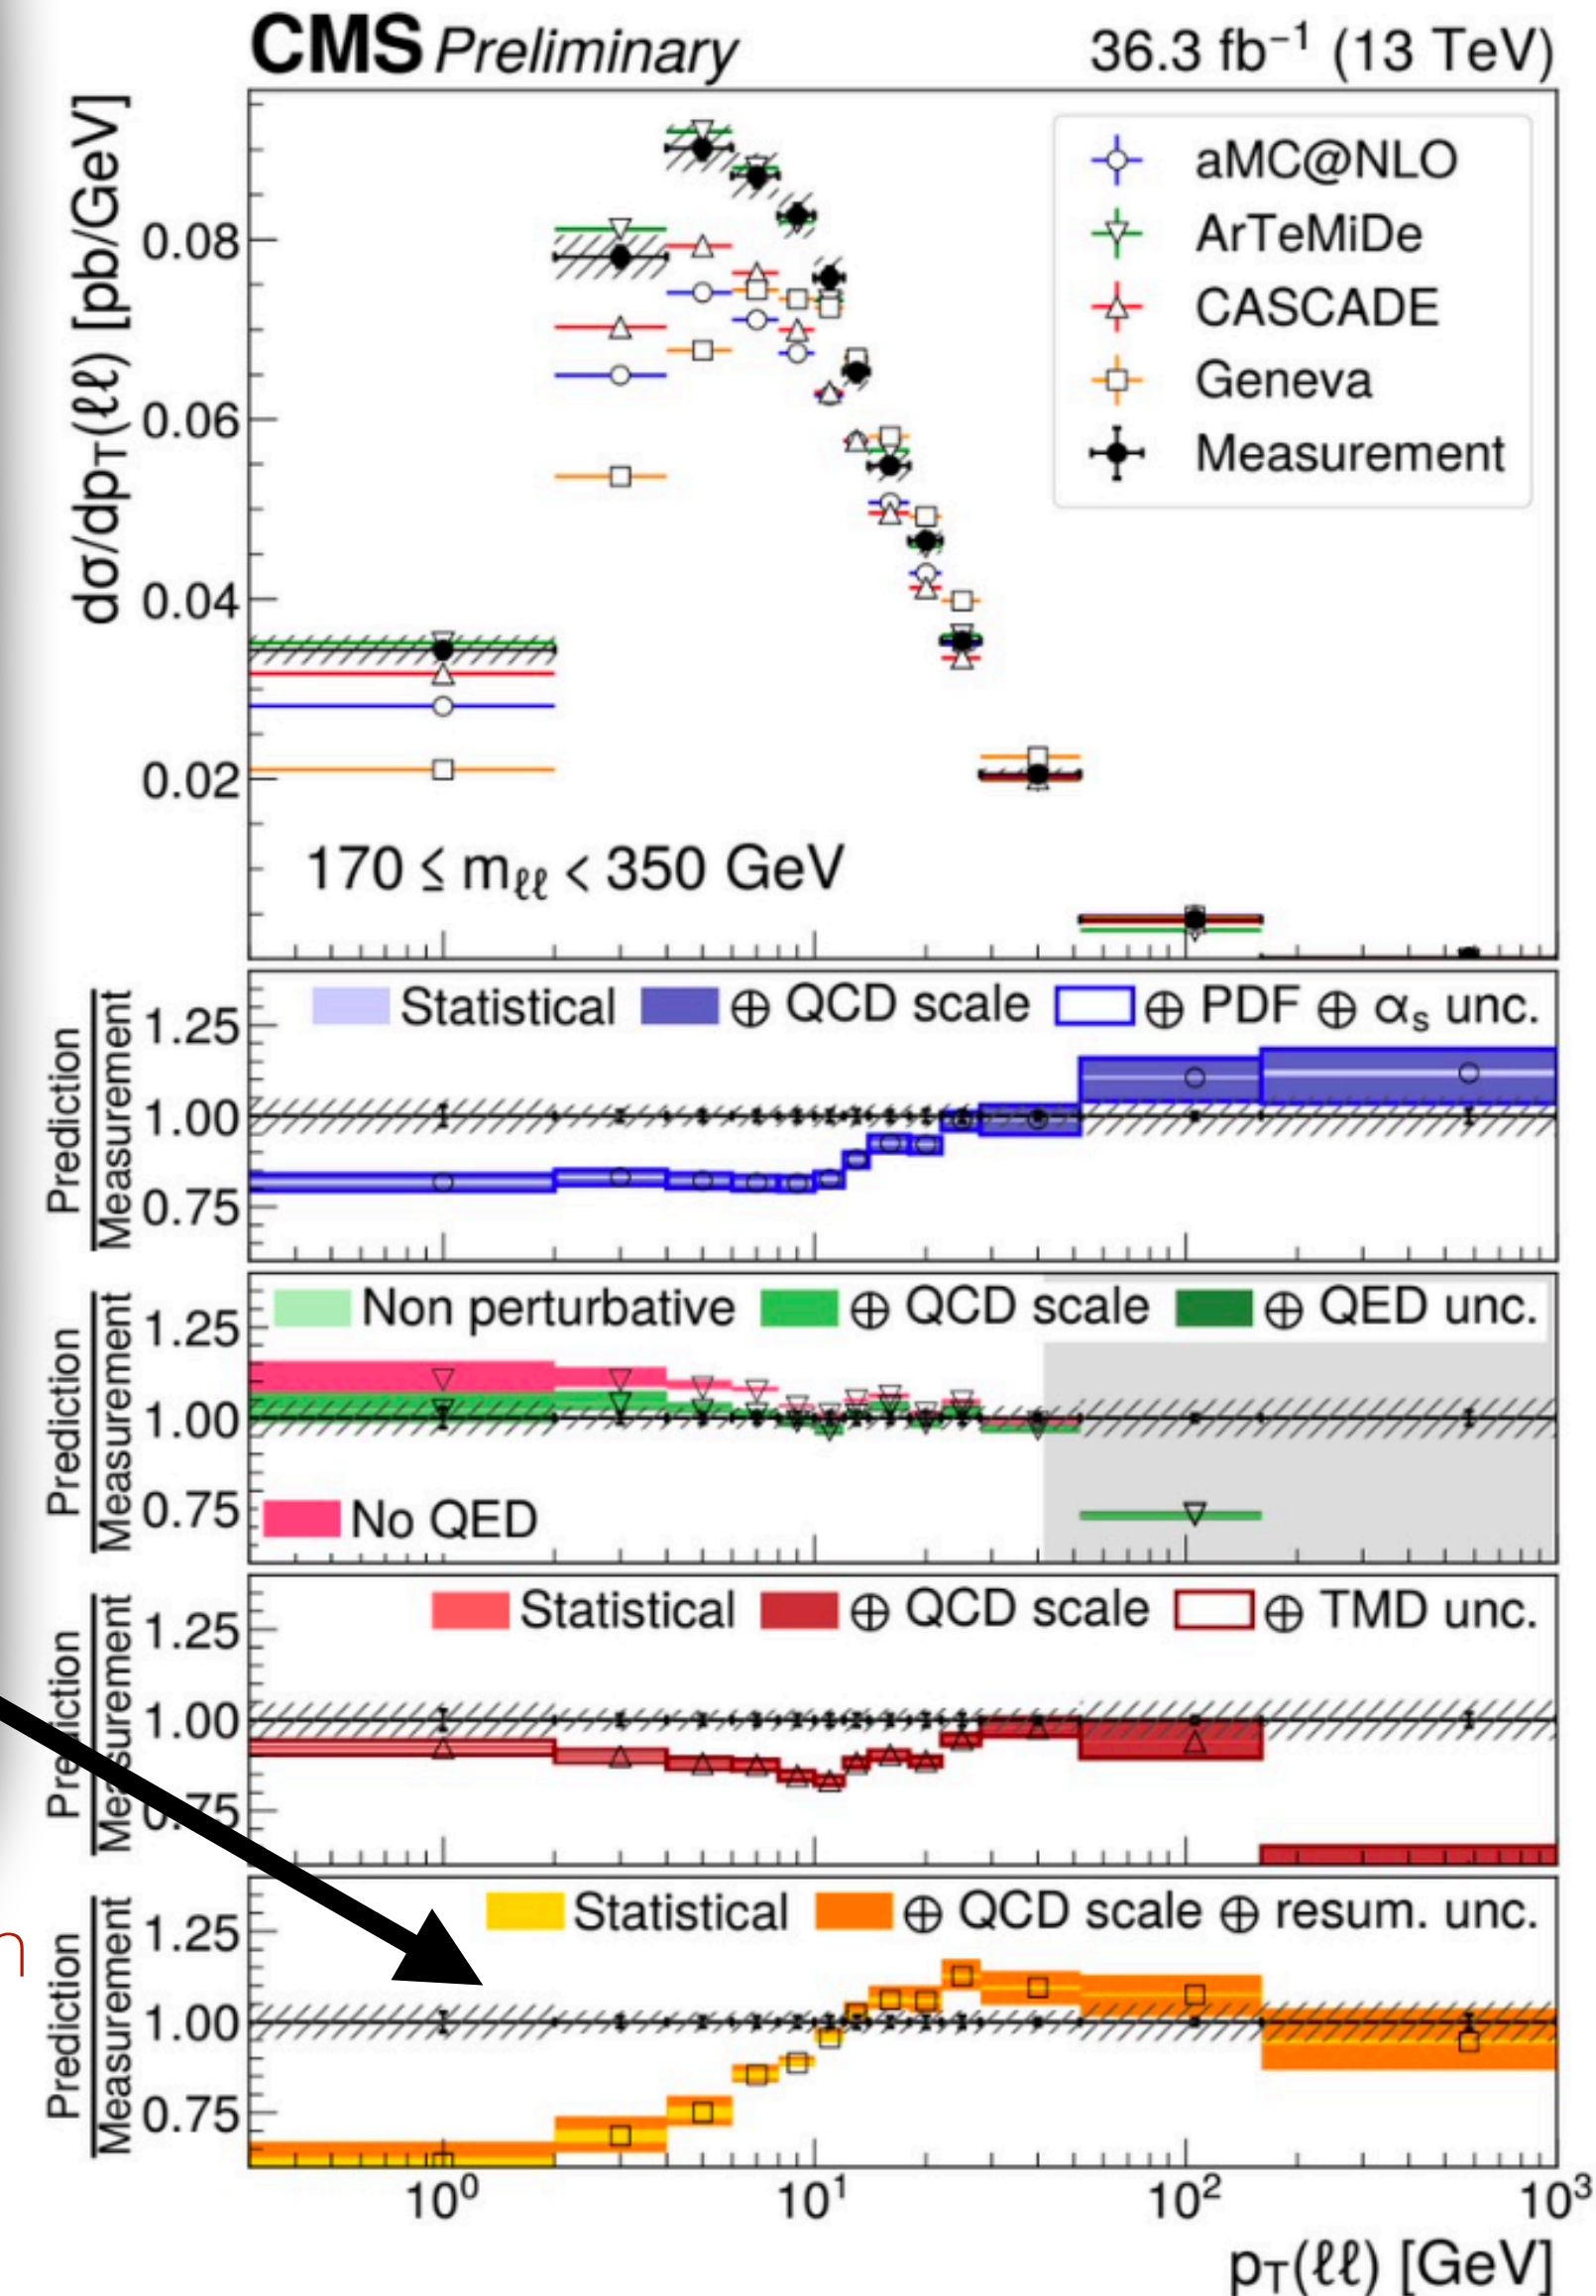 CMS Preliminary 36.3 fb⁻¹ (13 TeV)
dσ/dp_T(ℓℓ) [pb/GeV]
0.08
0.06
0.04
0.02
aMC@NLO
ArTeMiDe
CASCADE
Geneva
Measurement
170 ≤ m_ℓℓ < 350 GeV
Prediction
Measurement
1.25
1.00
0.75
Statistical ⊕ QCD scale ⊕ PDF ⊕ α_s unc.
Prediction
Measurement
1.25
1.00
0.75
Non perturbative ⊕ QCD scale ⊕ QED unc.
No QED
Prediction
Measurement
1.25
1.00
0.75
Statistical ⊕ QCD scale ⊕ TMD unc.
n
Prediction
Measurement
1.25
1.00
0.75
Statistical ⊕ QCD scale ⊕ resum. unc.
10⁰ 10¹ 10² 10³
p_T(ℓℓ) [GeV]